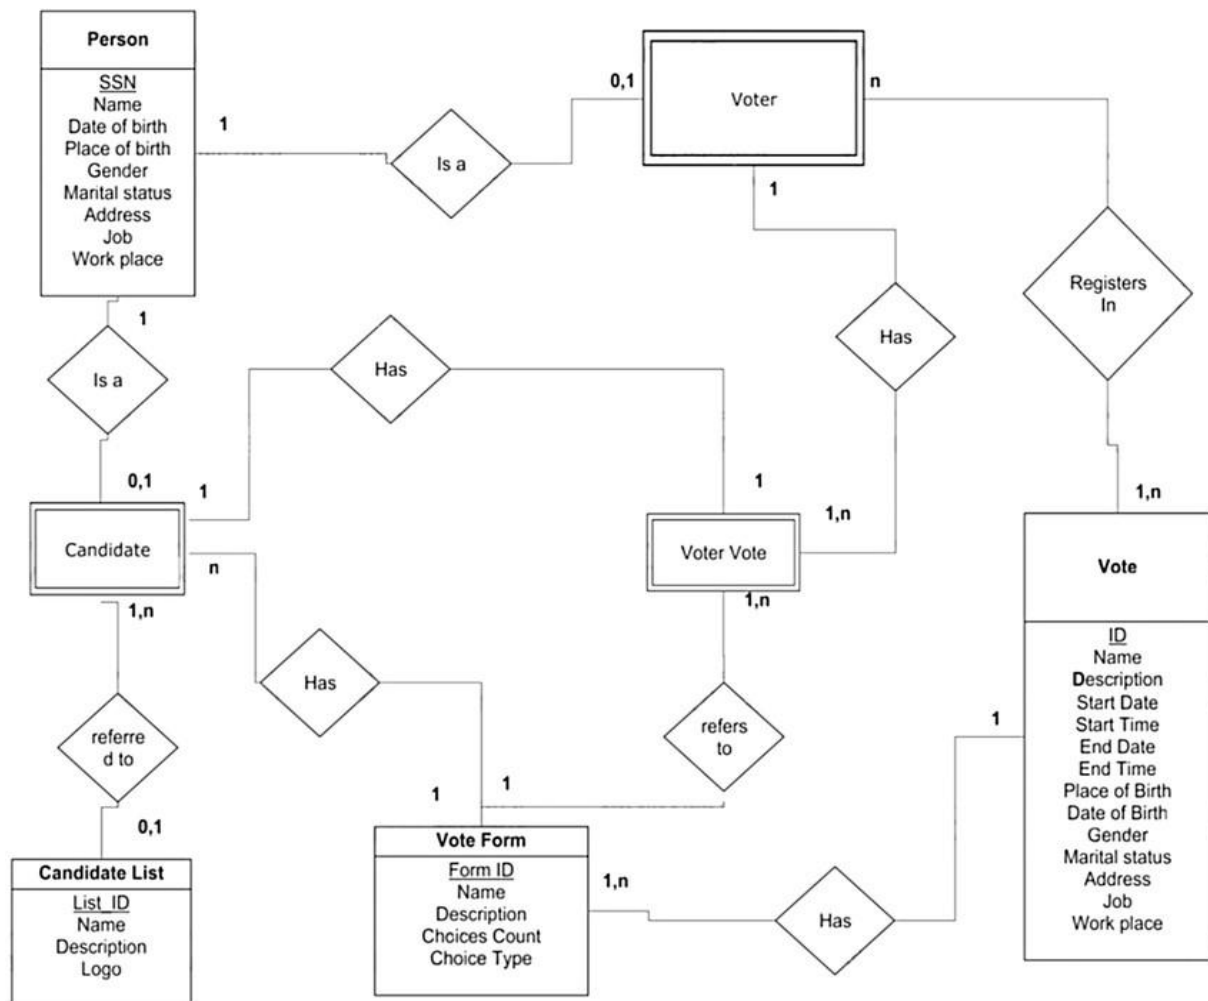 Person
SSN
Name
Date of birth
Place of birth
Gender
Marital status
Address
Job
Work place
1
Is a
0,1
Voter
n
1
Registers
In
Has
1,n
1
Is a
0,1
Candidate
1
Has
1
1,n
Voter Vote
1,n
n
Has
1,n
referre
d to
0,1
Candidate List
List_ID
Name
Description
Logo
refers
to
1
1
Vote Form
Form ID
Name
Description
Choices Count
Choice Type
1,n
Has
1
Vote
ID
Name
Description
Start Date
Start Time
End Date
End Time
Place of Birth
Date of Birth
Gender
Marital status
Address
Job
Work place